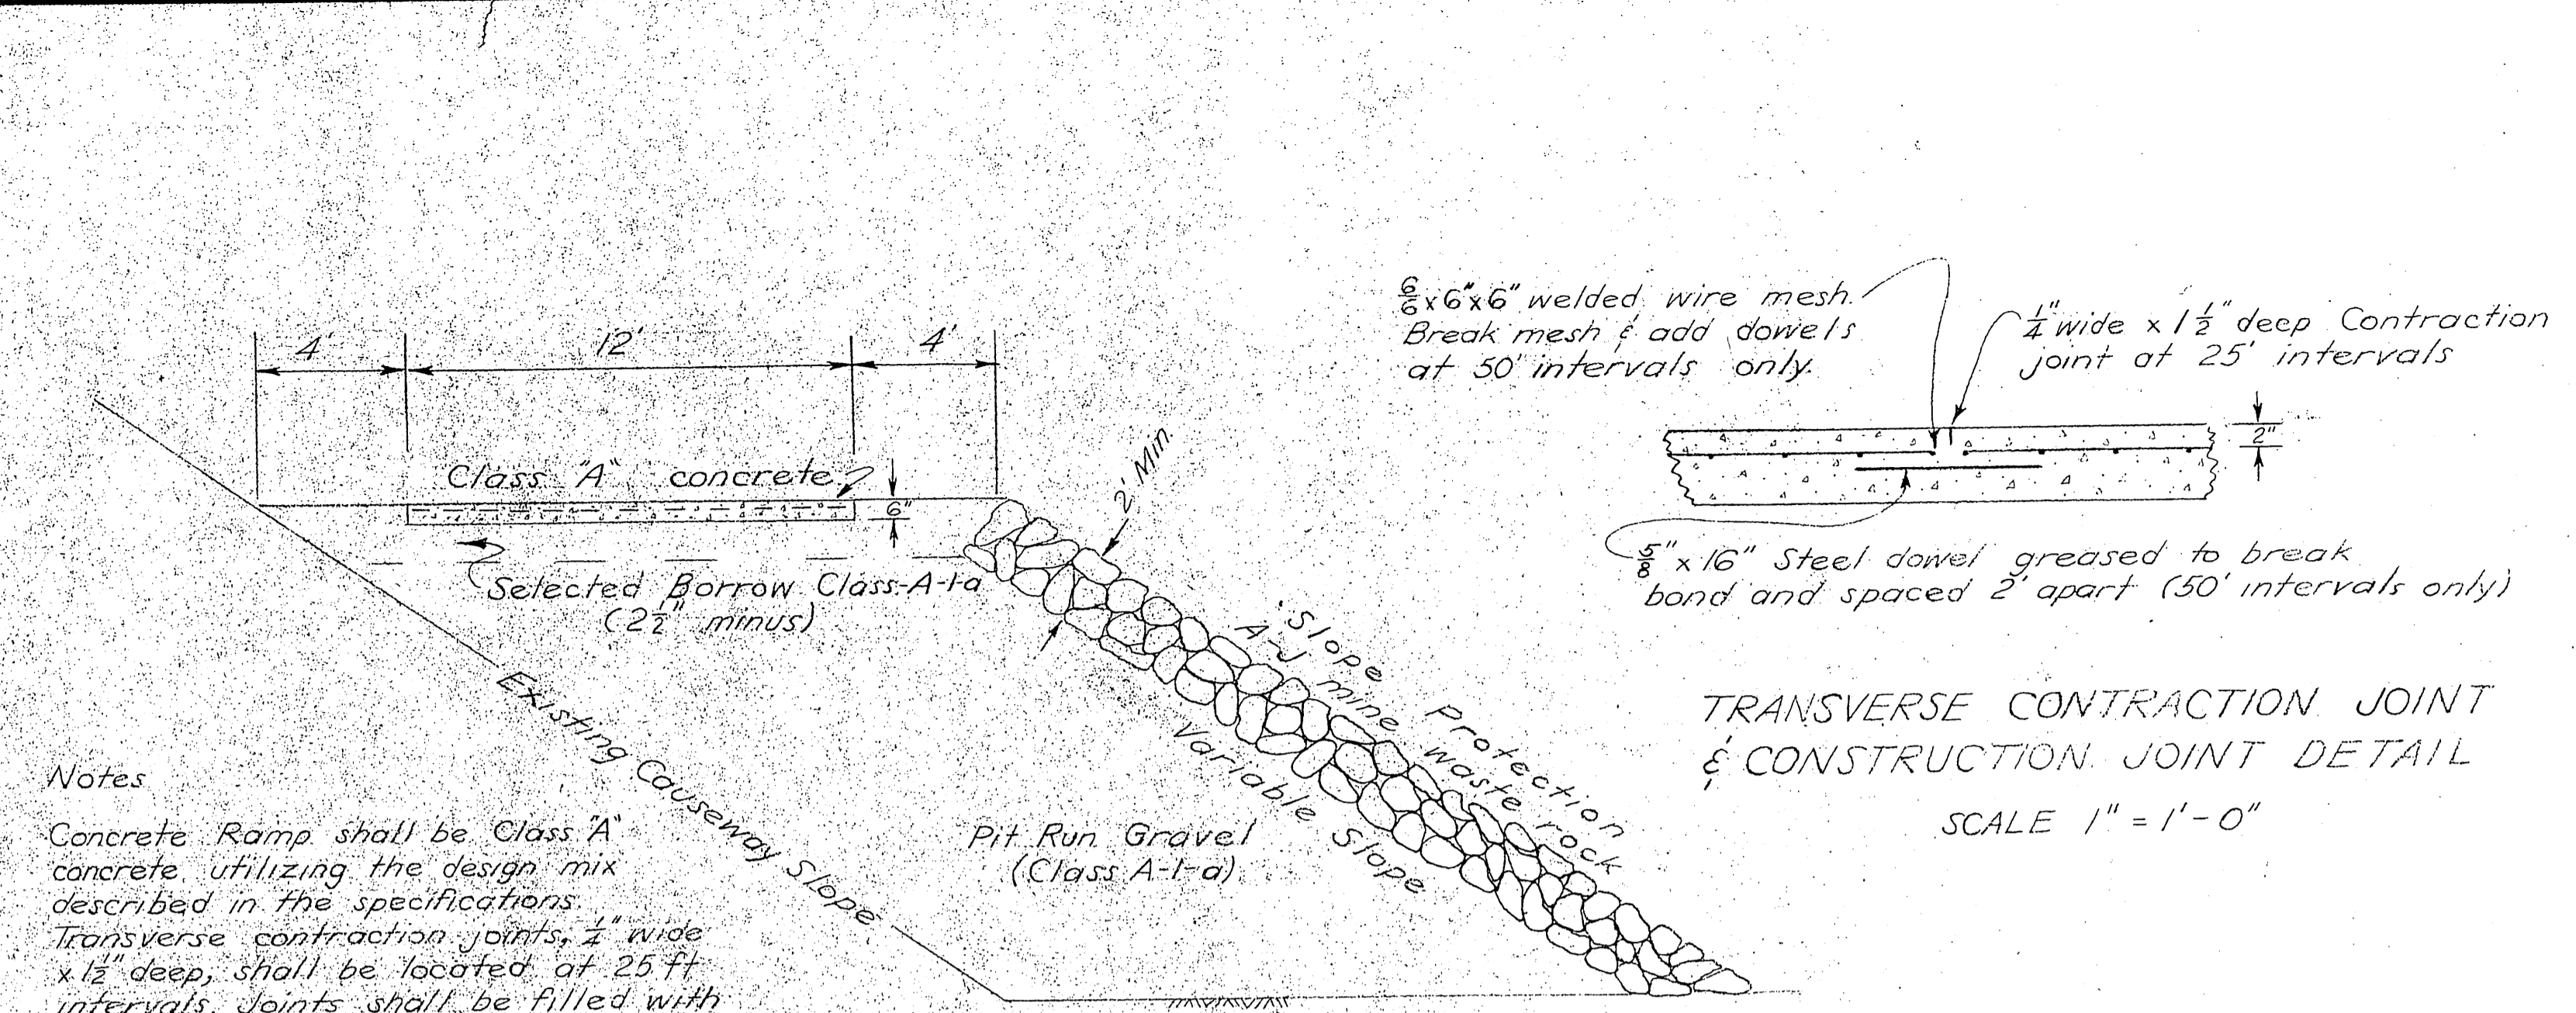 6/6 x 6" x 6" welded wire mesh.
Break mesh & add dowels
at 50' intervals only.
1/4" wide x 1 1/2" deep Contraction
joint at 25' intervals
2"
5/8" x 16" Steel dowel greased to break
bond and spaced 2' apart (50' intervals only)
TRANSVERSE CONTRACTION JOINT
& CONSTRUCTION JOINT DETAIL
SCALE 1" = 1'-0"
4'
12'
4'
Class "A" concrete
6"
2' Min.
Selected Borrow Class-A-1-a
(2 1/2" minus)
Existing Causeway Slope
Slope Protection
A-J mine waste rock
Variable Slope
Pit Run Gravel
(Class A-1-a)
Notes
Concrete Ramp shall be Class "A"
concrete utilizing the design mix
described in the specifications.
Transverse contraction joints, 1/4" wide
x 1 1/2" deep, shall be located at 25 ft
intervals. Joints shall be filled with